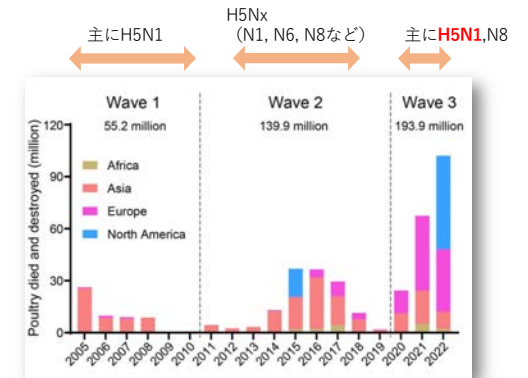 主にH5N1
H5Nx
（N1, N6, N8など）
主にH5N1,N8
Wave 1
55.2 million
Wave 2
139.9 million
Wave 3
193.9 million
Poultry died and destroyed (million)
120
90
60
30
0
Africa
Asia
Europe
North America
2005
2006
2007
2008
2009
2010
2011
2012
2013
2014
2015
2016
2017
2018
2019
2020
2021
2022